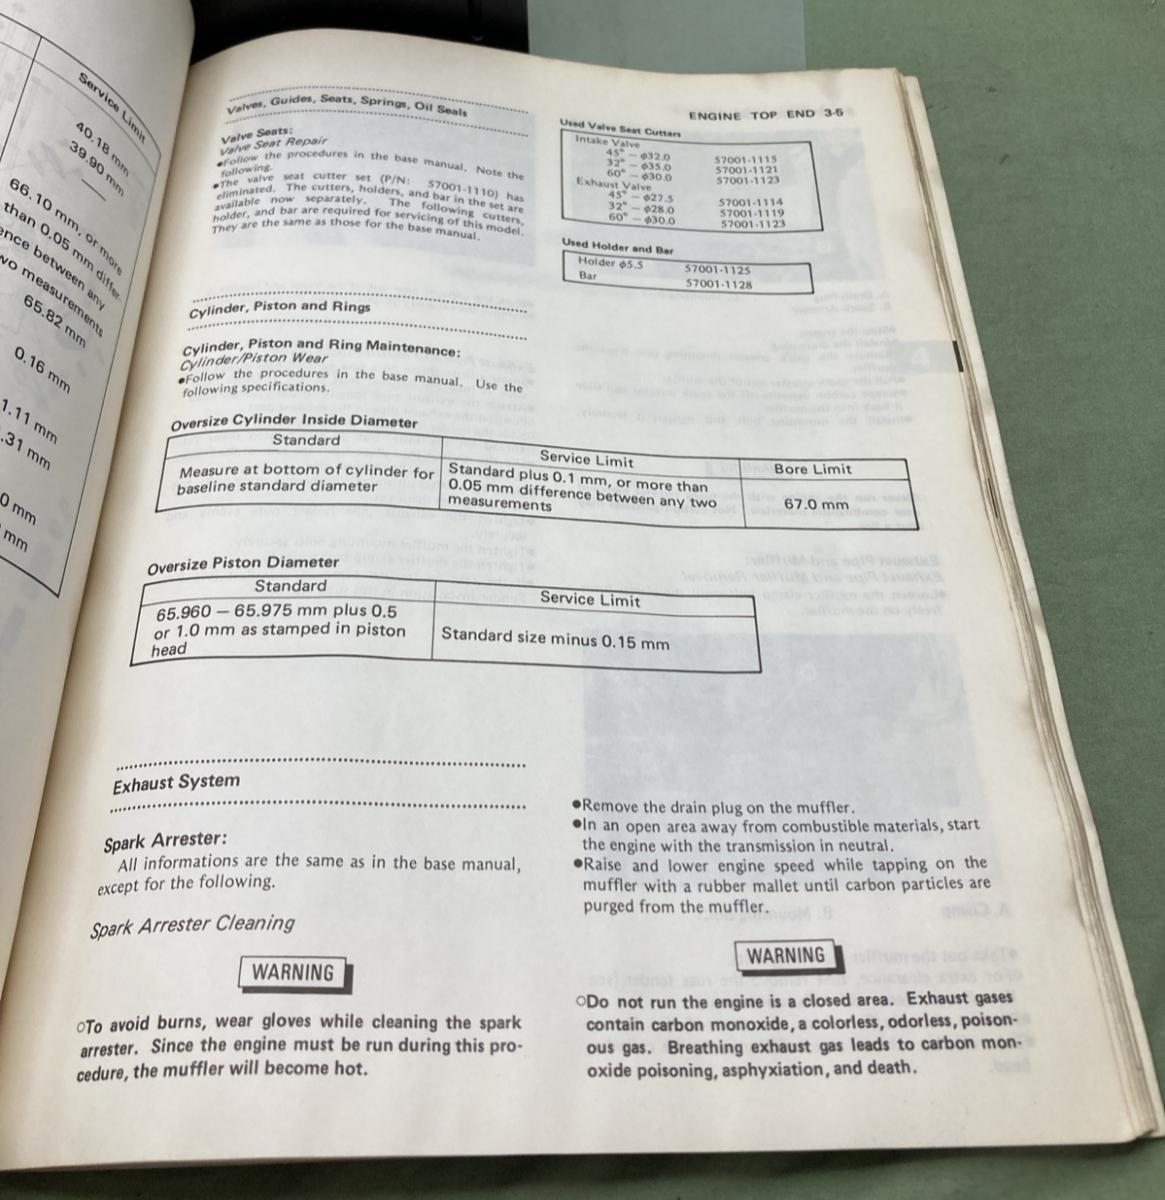 Service Limit
40.18 mm
39.90 mm
66.10 mm, or more
than 0.05 mm differ-
ence between any
two measurements
65.82 mm
0.16 mm
1.11 mm
.31 mm
0 mm
mm
ENGINE TOP END 3-5
Valves, Guides, Seats, Springs, Oil Seals
Valve Seats:
Valve Seat Repair
●Follow the procedures in the base manual. Note the
following.
●The valve seat cutter set (P/N: 57001-1110) has
eliminated. The cutters, holders, and bar in the set are
available now separately. The following cutters,
holder, and bar are required for servicing of this model.
They are the same as those for the base manual.
Used Valve Seat Cutters
Intake Valve
45° – ϕ32.0 57001-1115
32° – ϕ35.0 57001-1121
60° – ϕ30.0 57001-1123
Exhaust Valve
45° – ϕ27.5 57001-1114
32° – ϕ28.0 57001-1119
60° – ϕ30.0 57001-1123
Used Holder and Bar
Holder ϕ5.5 57001-1125
Bar 57001-1128
Cylinder, Piston and Rings
Cylinder, Piston and Ring Maintenance:
Cylinder/Piston Wear
●Follow the procedures in the base manual. Use the
following specifications.
Oversize Cylinder Inside Diameter
Standard Service Limit Bore Limit
Measure at bottom of cylinder for
baseline standard diameter
Standard plus 0.1 mm, or more than
0.05 mm difference between any two
measurements
67.0 mm
Oversize Piston Diameter
Standard Service Limit
65.960 – 65.975 mm plus 0.5
or 1.0 mm as stamped in piston
head
Standard size minus 0.15 mm
Exhaust System
Spark Arrester:
All informations are the same as in the base manual,
except for the following.
Spark Arrester Cleaning
WARNING
○To avoid burns, wear gloves while cleaning the spark
arrester. Since the engine must be run during this pro-
cedure, the muffler will become hot.
●Remove the drain plug on the muffler.
●In an open area away from combustible materials, start
the engine with the transmission in neutral.
●Raise and lower engine speed while tapping on the
muffler with a rubber mallet until carbon particles are
purged from the muffler.
WARNING
○Do not run the engine is a closed area. Exhaust gases
contain carbon monoxide, a colorless, odorless, poison-
ous gas. Breathing exhaust gas leads to carbon mon-
oxide poisoning, asphyxiation, and death.